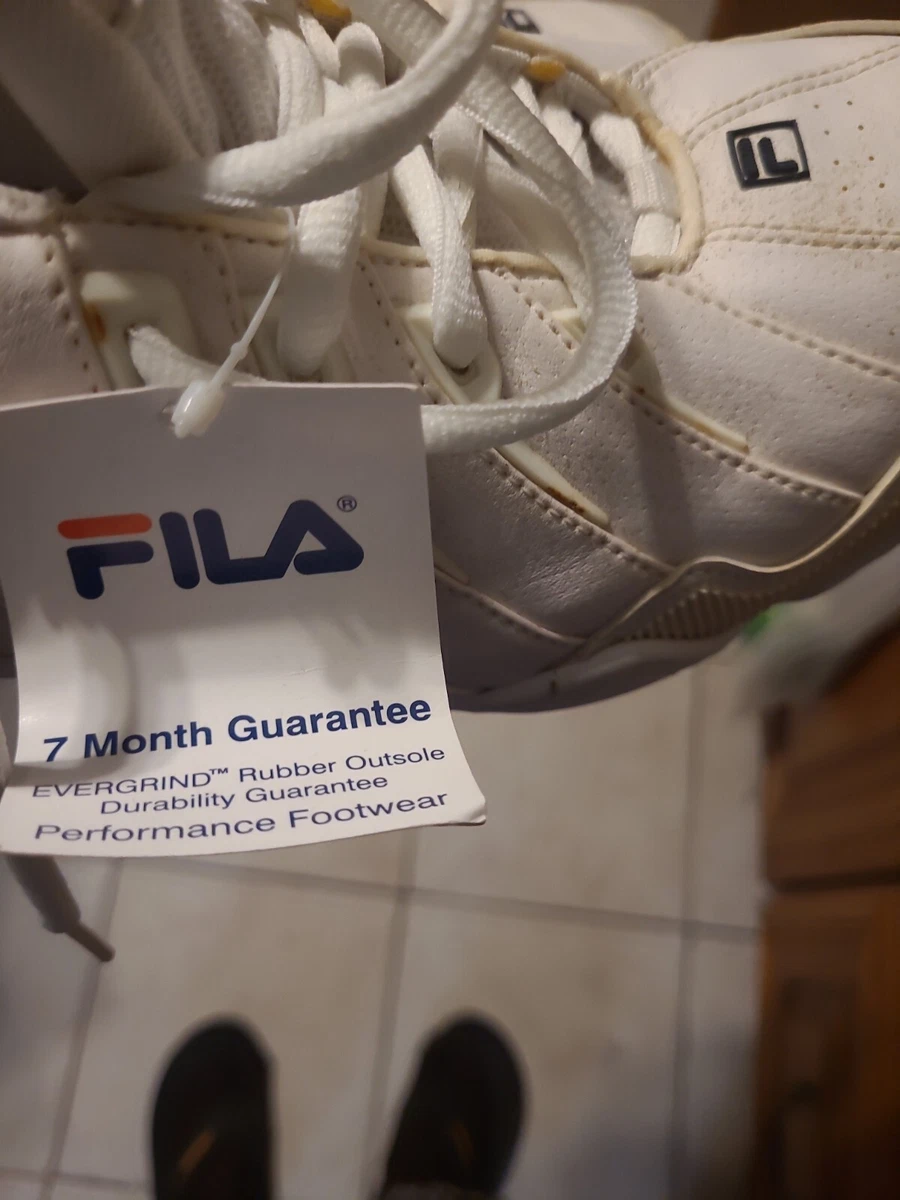 FILA®
7 Month Guarantee
EVERGRIND™ Rubber Outsole
Durability Guarantee
Performance Footwear